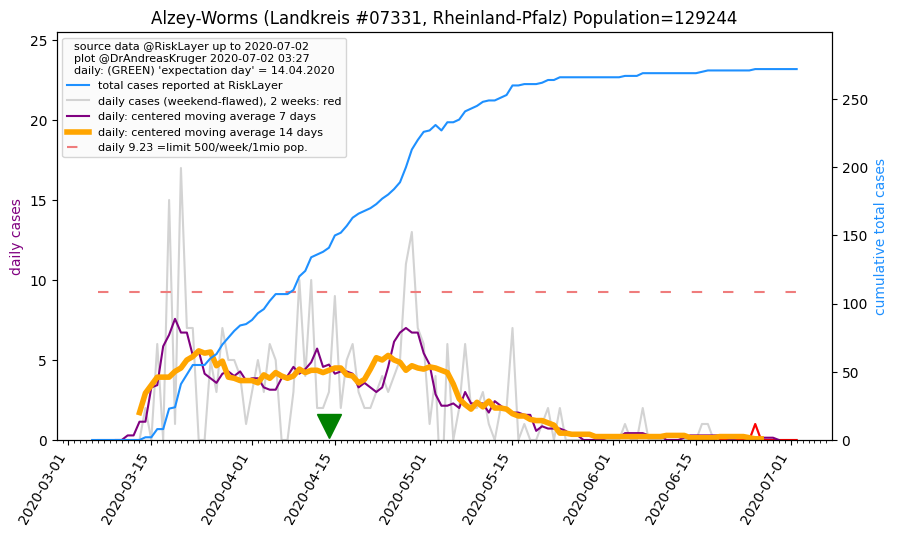 Alzey-Worms (Landkreis #07331, Rheinland-Pfalz) Population=129244
source data @RiskLayer up to 2020-07-02
plot @DrAndreasKruger 2020-07-02 03:27
daily: (GREEN) 'expectation day' = 14.04.2020
total cases reported at RiskLayer
daily cases (weekend-flawed), 2 weeks: red
daily: centered moving average 7 days
daily: centered moving average 14 days
daily 9.23 =limit 500/week/1mio pop.
daily cases
25
20
15
10
5
0
cumulative total cases
250
200
150
100
50
0
2020-03-01
2020-03-15
2020-04-01
2020-04-15
2020-05-01
2020-05-15
2020-06-01
2020-06-15
2020-07-01